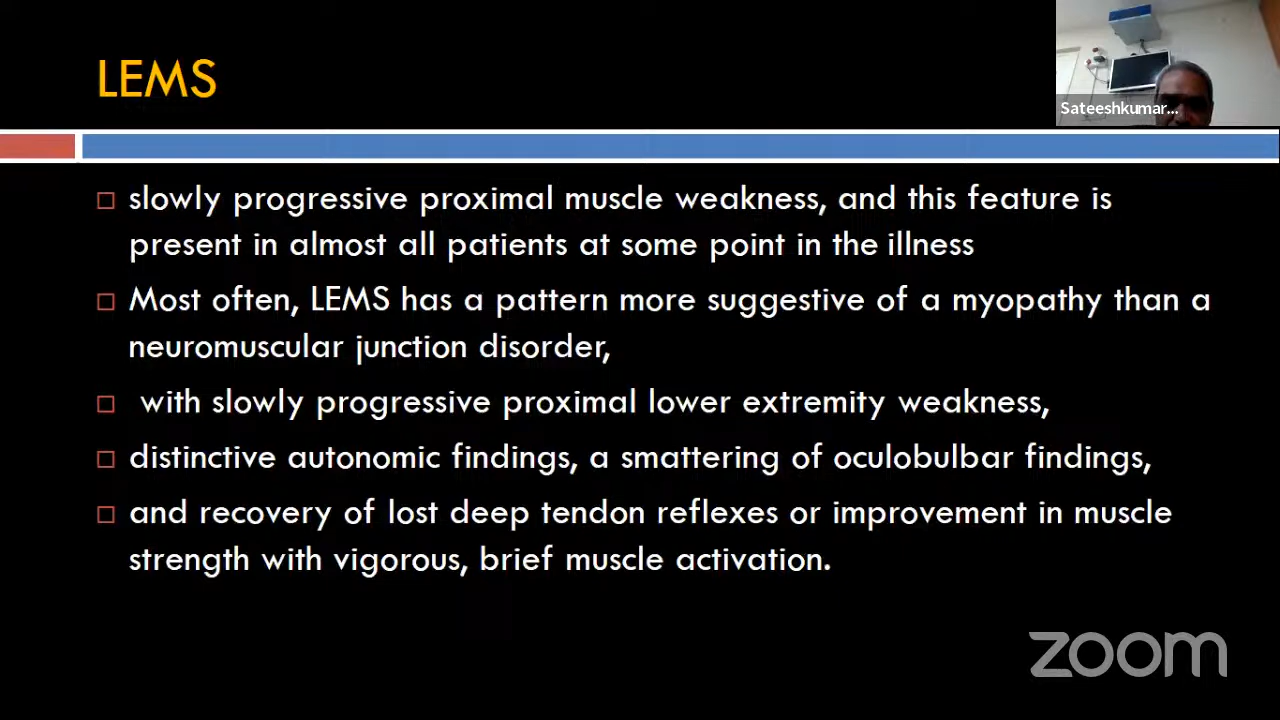 LEMS
Sateeshkumar...
slowly progressive proximal muscle weakness, and this feature is
present in almost all patients at some point in the illness
Most often, LEMS has a pattern more suggestive of a myopathy than a
neuromuscular junction disorder,
with slowly progressive proximal lower extremity weakness,
distinctive autonomic findings, a smattering of oculobulbar findings,
and recovery of lost deep tendon reflexes or improvement in muscle
strength with vigorous, brief muscle activation.
zoom